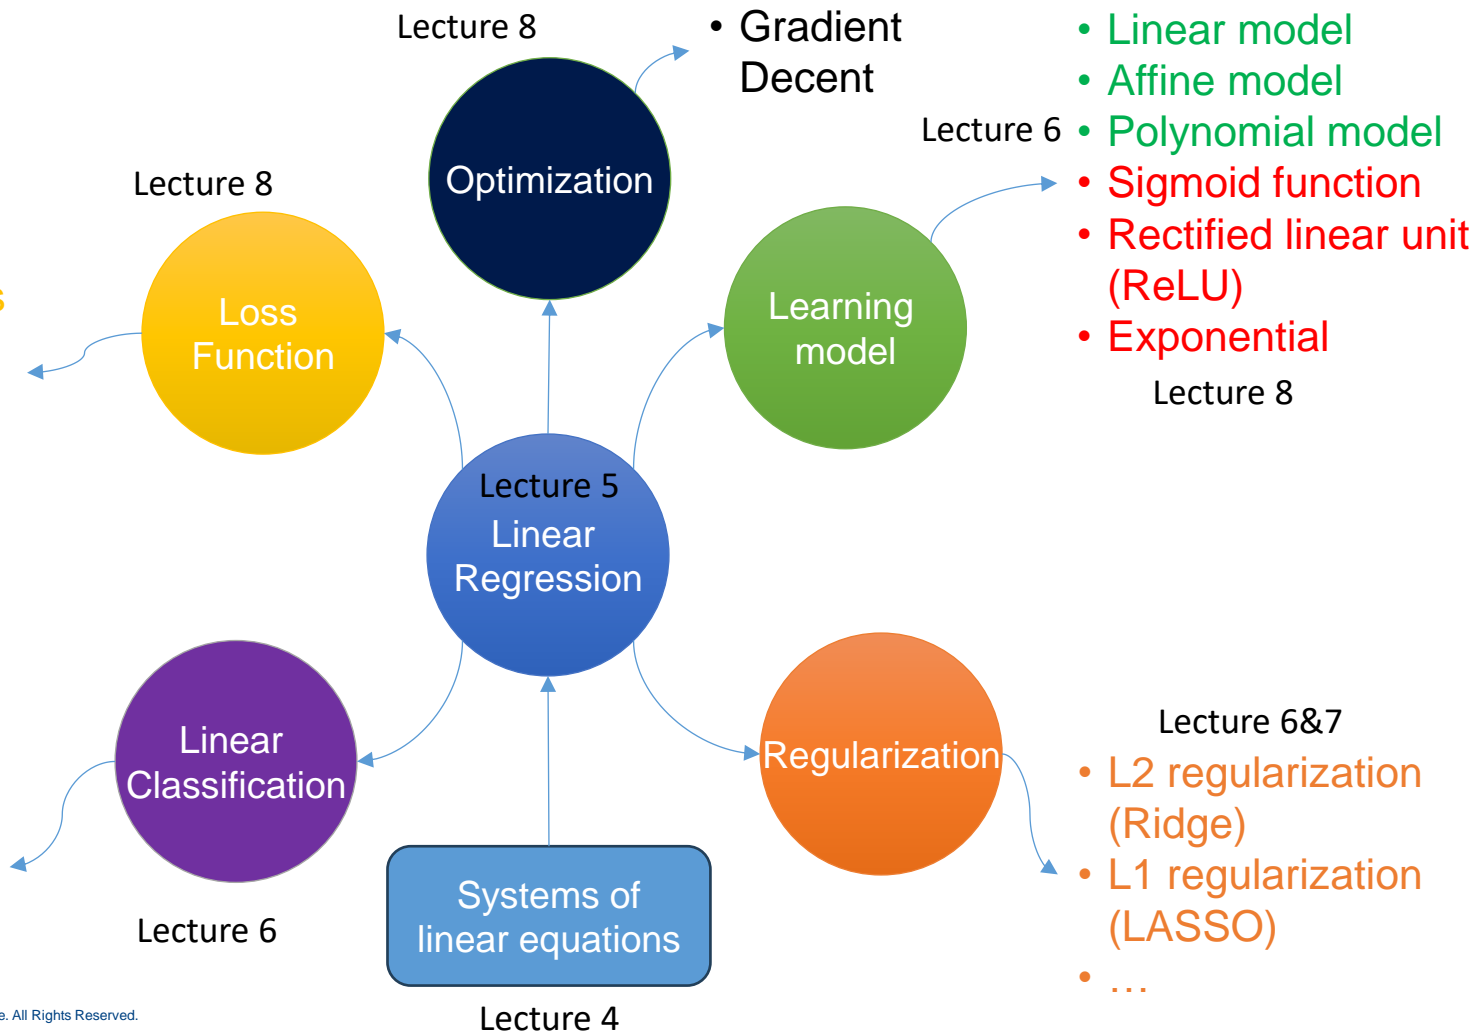 Lecture 8
• Gradient
Decent
Optimization
Lecture 6
• Linear model
• Affine model
• Polynomial model
• Sigmoid function
• Rectified linear unit
(ReLU)
• Exponential
Lecture 8
Learning
model
Lecture 8
Loss
Function
s
Lecture 5
Linear
Regression
Linear
Classification
Lecture 6
Systems of
linear equations
Lecture 4
Regularization
Lecture 6&7
• L2 regularization
(Ridge)
• L1 regularization
(LASSO)
• …
e. All Rights Reserved.